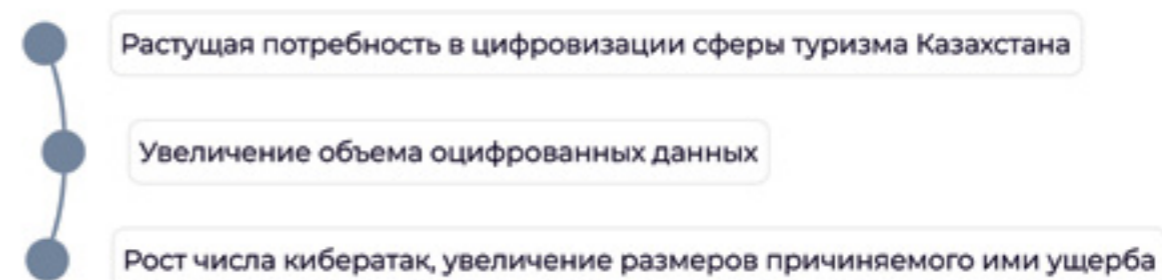 Растущая потребность в цифровизации сферы туризма Казахстана
Увеличение объема оцифрованных данных
Рост числа кибератак, увеличение размеров причиняемого ими ущерба